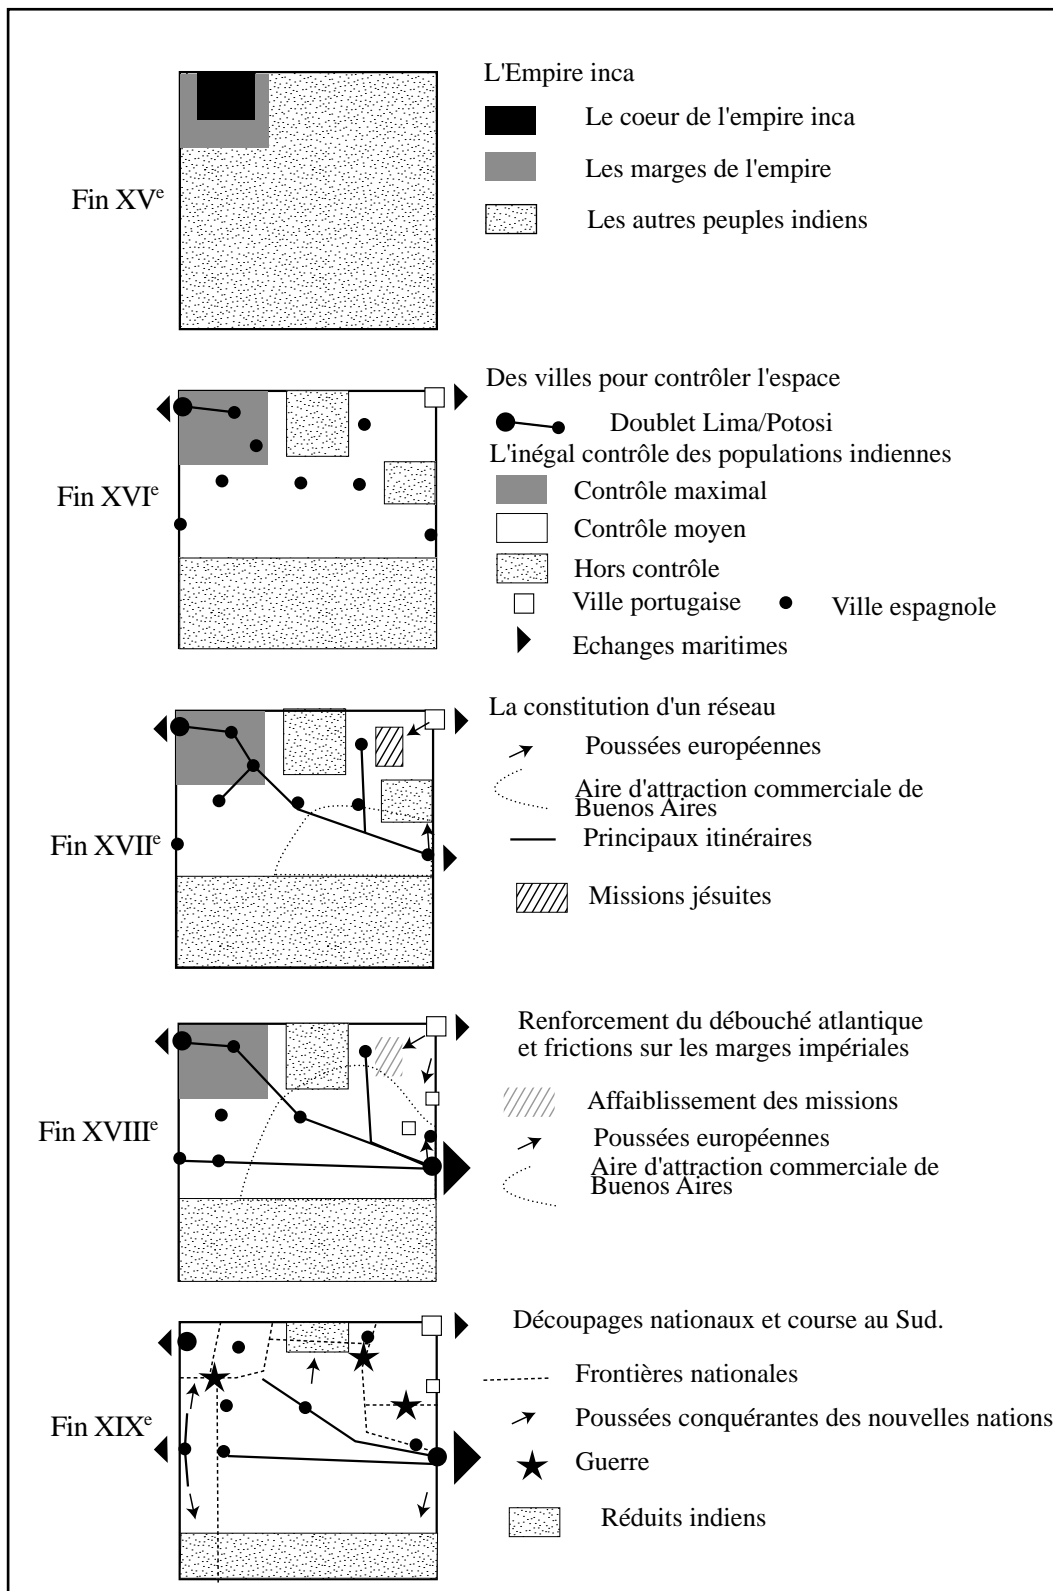 L'Empire inca
Le coeur de l'empire inca
Les marges de l'empire
Fin XVe
Les autres peuples indiens
Des villes pour contrôler l'espace
Doublet Lima/Potosi
L'inégal contrôle des populations indiennes
Fin XVIe
Contrôle maximal
Contrôle moyen
Hors contrôle
Ville portugaise
Ville espagnole
Echanges maritimes
La constitution d'un réseau
Poussées européennes
Aire d'attraction commerciale de
Buenos Aires
Fin XVIIe
Principaux itinéraires
Missions jésuites
Renforcement du débouché atlantique
et frictions sur les marges impériales
Affaiblissement des missions
Fin XVIIIe
Poussées européennes
Aire d'attraction commerciale de
Buenos Aires
Découpages nationaux et course au Sud.
Frontières nationales
Fin XIXe
Poussées conquérantes des nouvelles nations
Guerre
Réduits indiens